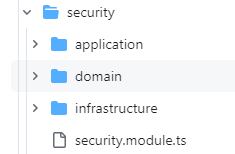 security
application
domain
infrastructure
security.module.ts